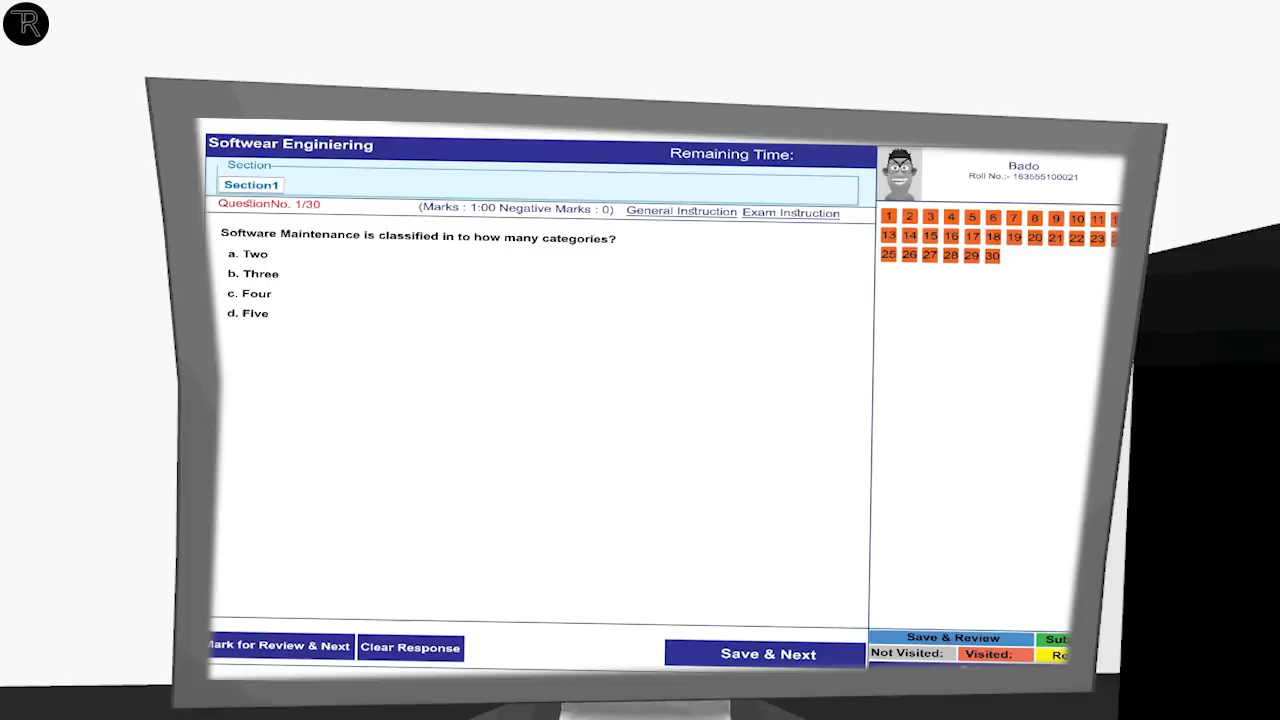 TR
Softwear Enginiering
Remaining Time:
Section
Section1
QuestionNo. 1/30
(Marks : 1:00 Negative Marks : 0) General Instruction Exam Instruction
Software Maintenance is classified in to how many categories?
a. Two
b. Three
c. Four
d. Five
Mark for Review & Next
Clear Response
Save & Next
Bado
Roll No.:- 163555100021
1 2 3 4 5 6 7 8 9 10 11
13 14 15 16 17 18 19 20 21 22 23
25 26 27 28 29 30
Save & Review
Not Visited:
Visited: